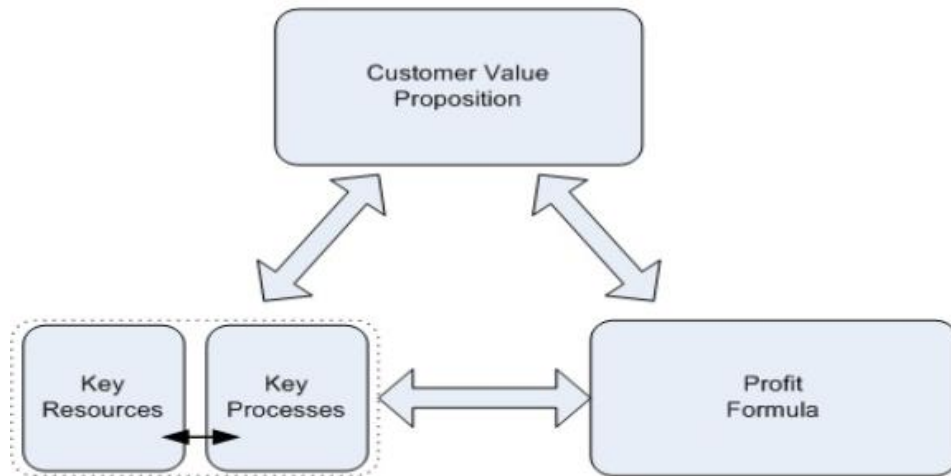 Customer Value
Proposition
Key
Resources
Key
Processes
Profit
Formula